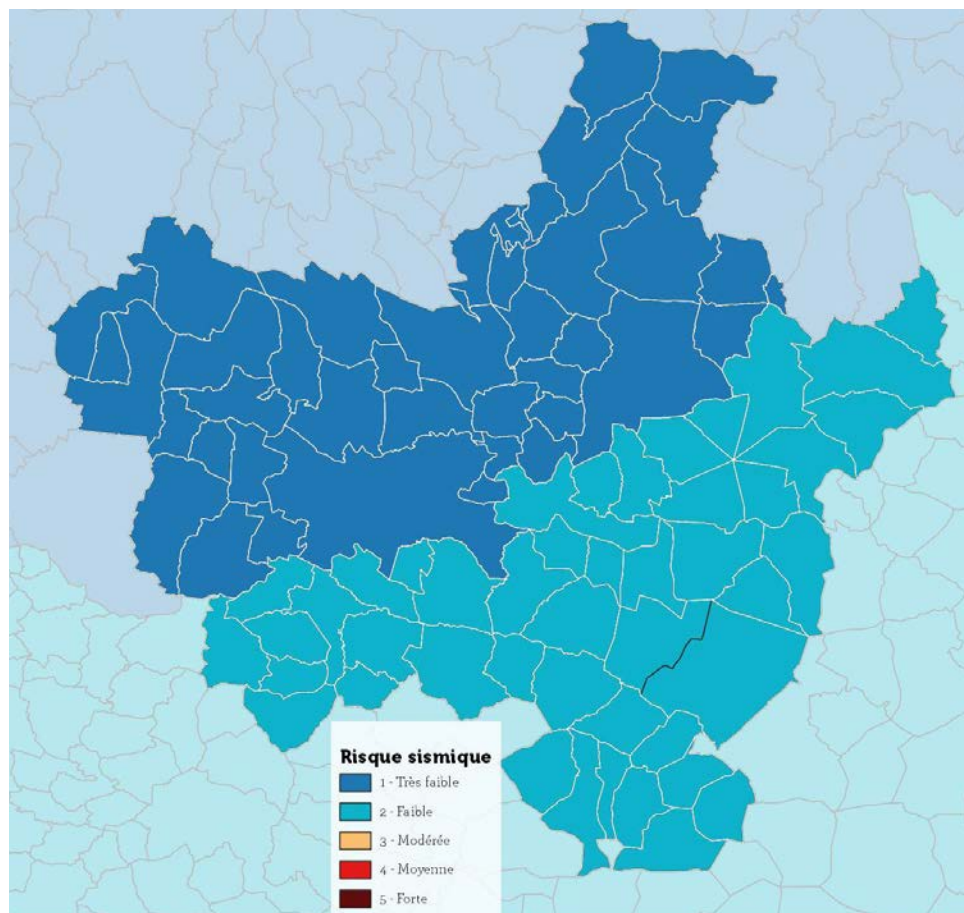 Risque sismique
1 - Très faible
2 - Faible
3 - Modérée
4 - Moyenne
5 - Forte